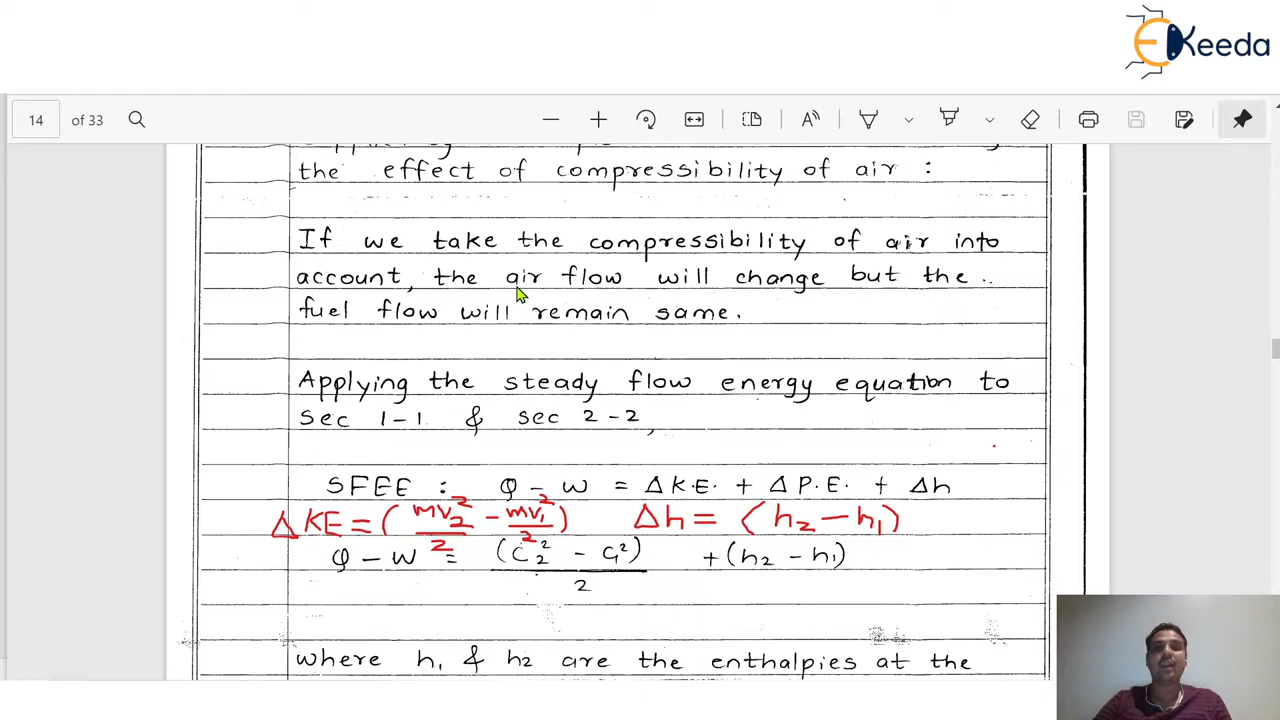 Keeda
14 of 33
the effect of compressibility of air :
If we take the compressibility of air into
account, the air flow will change but the
fuel flow will remain same.
Applying the steady flow energy equation to
sec 1-1 & sec 2-2,
SFEE : Q - W = ΔK.E. + ΔP.E. + Δh
ΔKE = (mv₂²/2 - mv₁²/2) Δh = (h₂ - h₁)
Q - W = (C₂² - C₁²)/2 + (h₂ - h₁)
where h₁ & h₂ are the enthalpies at the